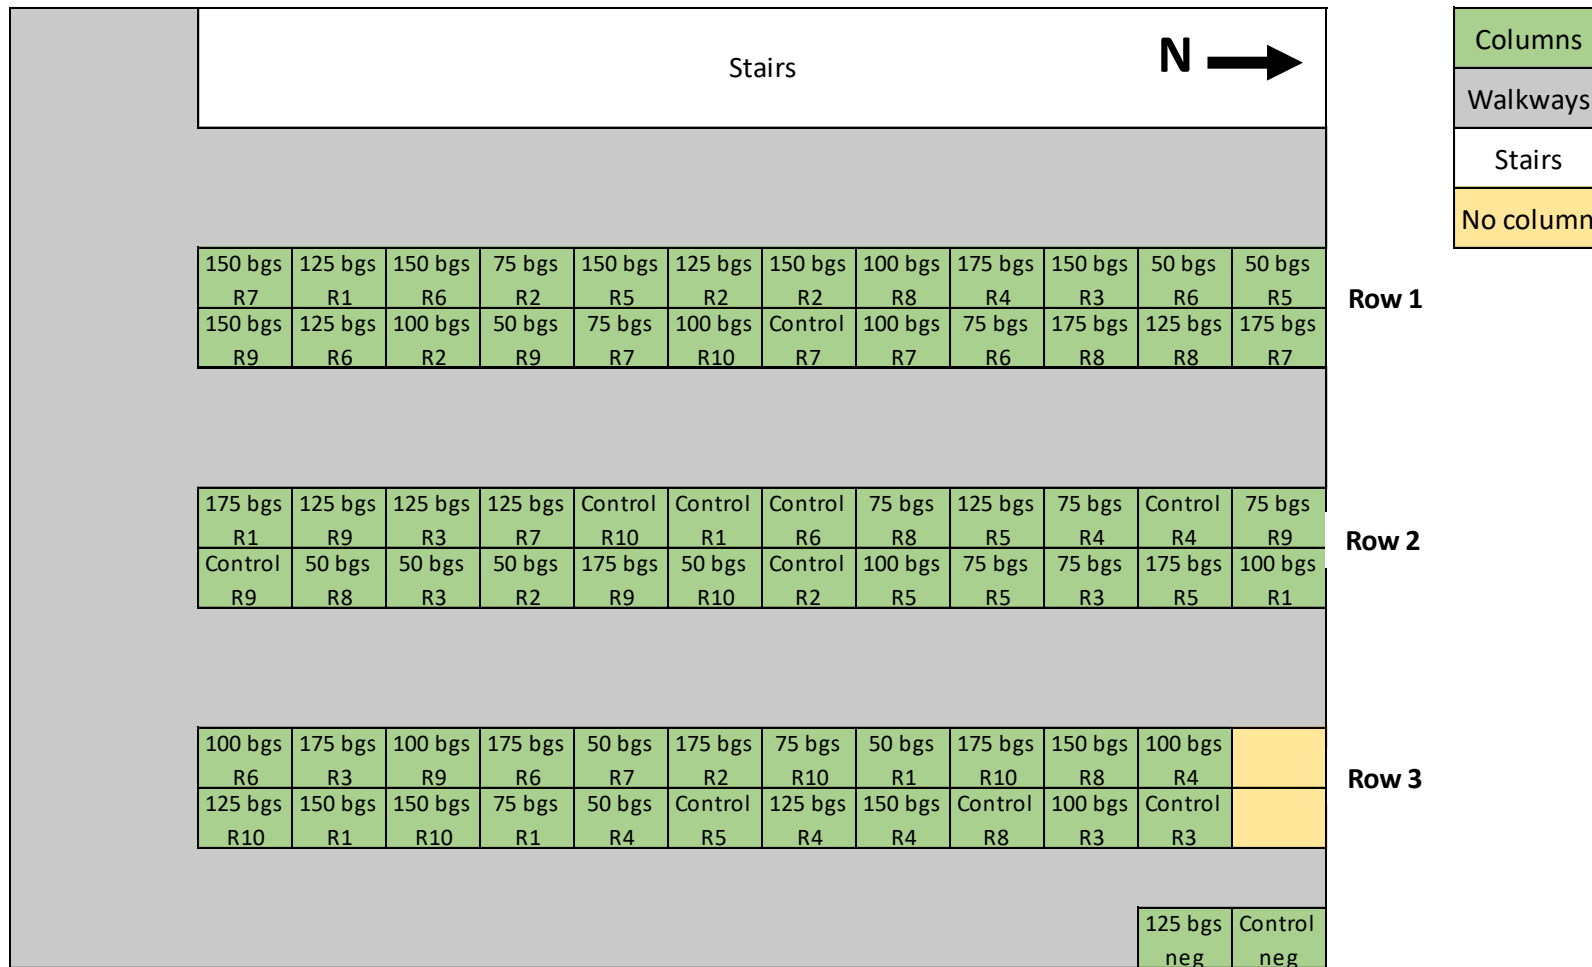 Stairs
N
Columns
Walkways
Stairs
No column
150 bgs 125 bgs 150 bgs 75 bgs 150 bgs 125 bgs 150 bgs 100 bgs 175 bgs 150 bgs 50 bgs 50 bgs
R7 R1 R6 R2 R5 R2 R2 R8 R4 R3 R6 R5
Row 1
150 bgs 125 bgs 100 bgs 50 bgs 75 bgs 100 bgs Control 100 bgs 75 bgs 175 bgs 125 bgs 175 bgs
R9 R6 R2 R9 R7 R10 R7 R7 R6 R8 R8 R7
175 bgs 125 bgs 125 bgs 125 bgs Control Control Control 75 bgs 125 bgs 75 bgs Control 75 bgs
R1 R9 R3 R7 R10 R1 R6 R8 R5 R4 R4 R9
Row 2
Control 50 bgs 50 bgs 50 bgs 175 bgs 50 bgs Control 100 bgs 75 bgs 75 bgs 175 bgs 100 bgs
R9 R8 R3 R2 R9 R10 R2 R5 R5 R3 R5 R1
100 bgs 175 bgs 100 bgs 175 bgs 50 bgs 175 bgs 75 bgs 50 bgs 175 bgs 150 bgs 100 bgs
R6 R3 R9 R6 R7 R2 R10 R1 R10 R8 R4
Row 3
125 bgs 150 bgs 150 bgs 75 bgs 50 bgs Control 125 bgs 150 bgs Control 100 bgs Control
R10 R1 R10 R1 R4 R5 R4 R4 R8 R3 R3
125 bgs Control
neg neg